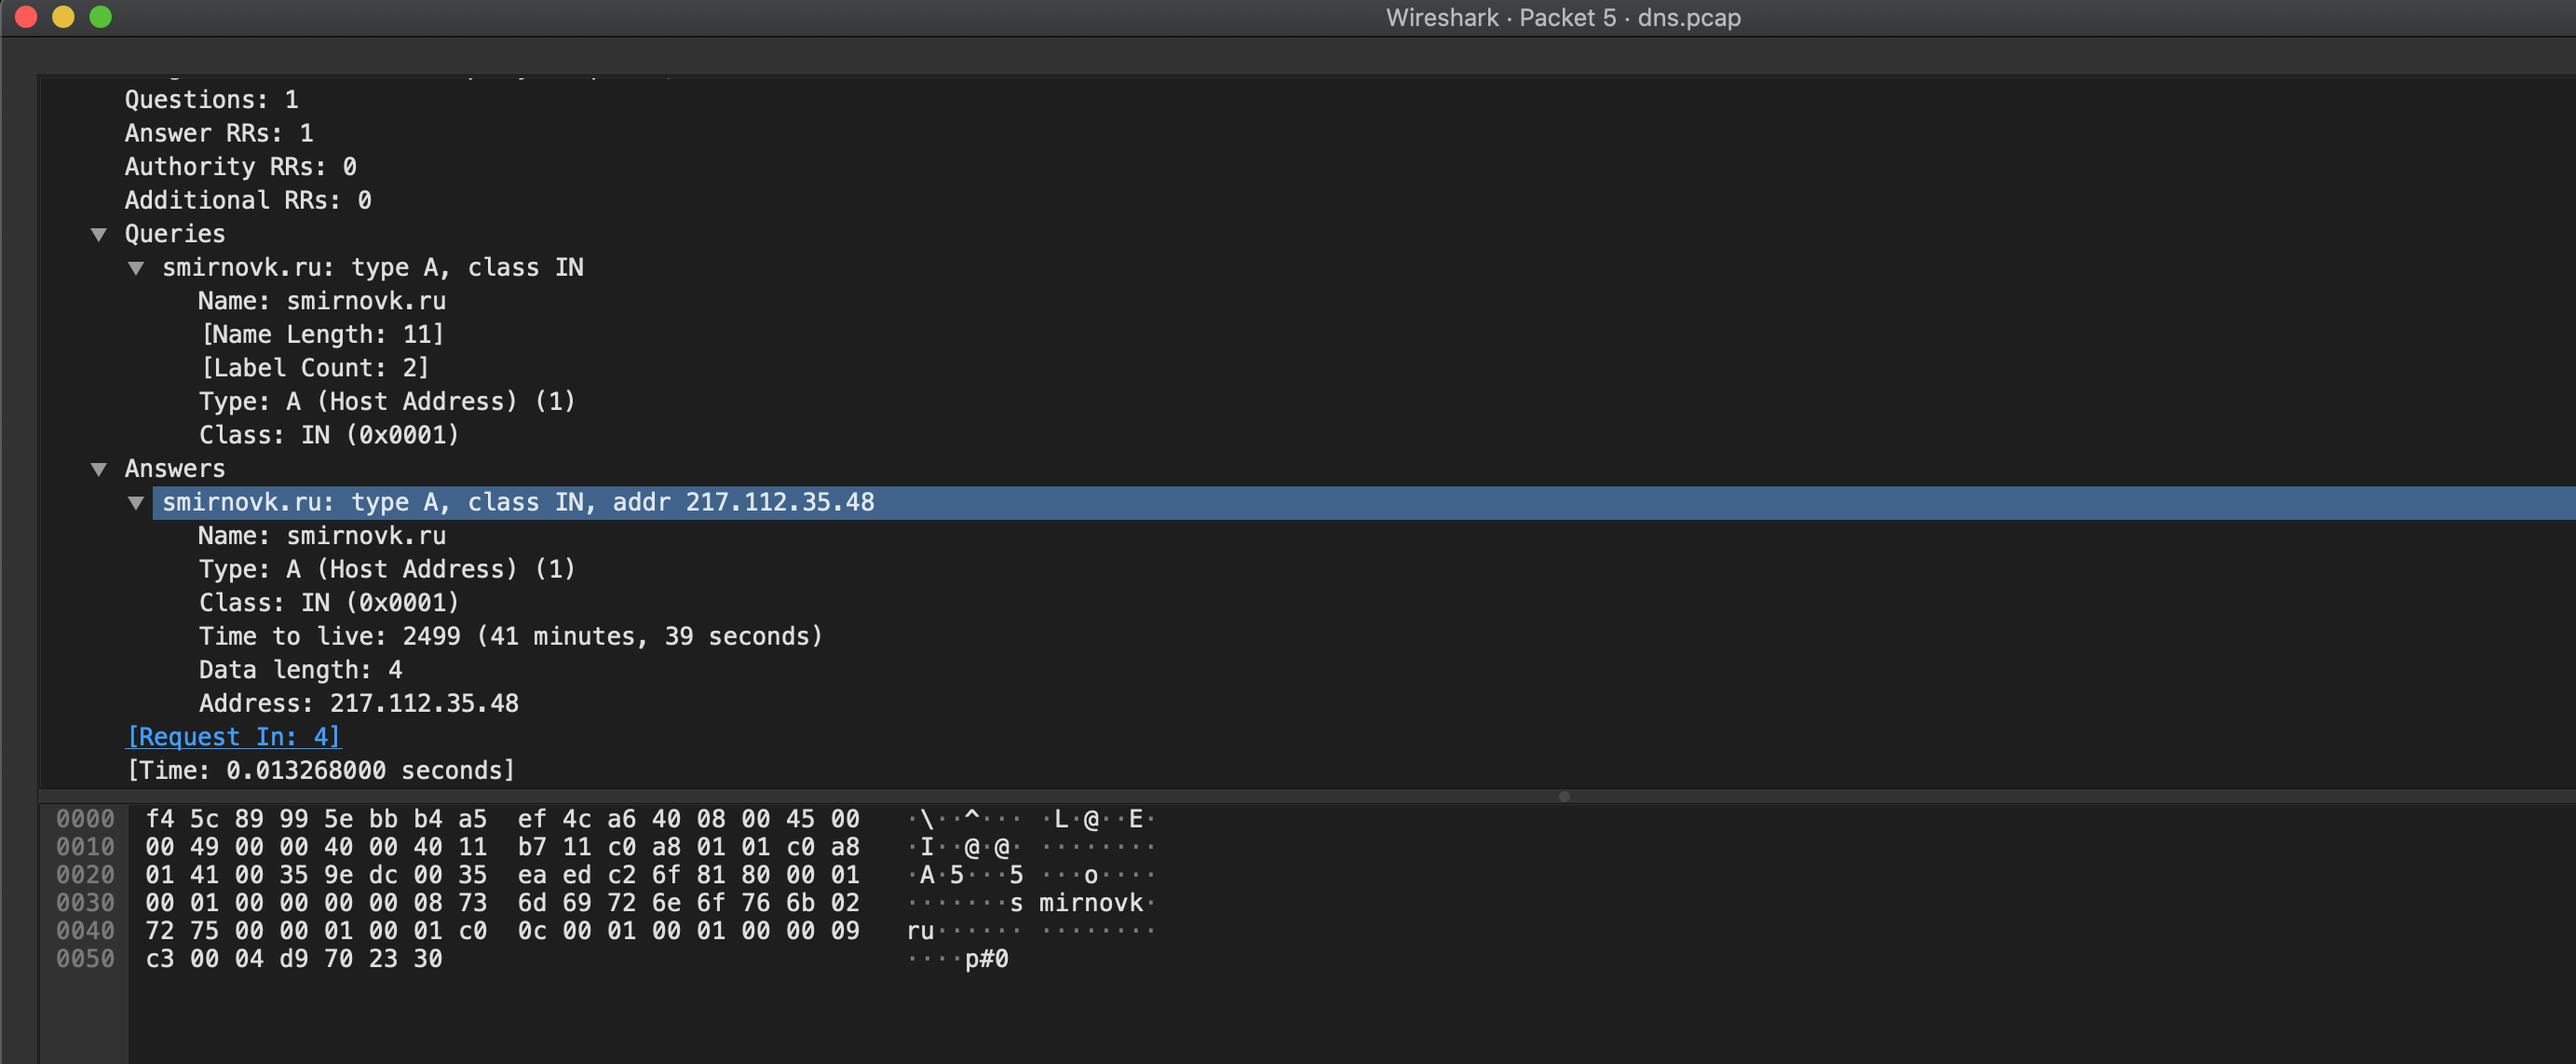 Wireshark · Packet 5 · dns.pcap
Questions: 1
Answer RRs: 1
Authority RRs: 0
Additional RRs: 0
Queries
smirnovk.ru: type A, class IN
Name: smirnovk.ru
[Name Length: 11]
[Label Count: 2]
Type: A (Host Address) (1)
Class: IN (0x0001)
Answers
smirnovk.ru: type A, class IN, addr 217.112.35.48
Name: smirnovk.ru
Type: A (Host Address) (1)
Class: IN (0x0001)
Time to live: 2499 (41 minutes, 39 seconds)
Data length: 4
Address: 217.112.35.48
[Request In: 4]
[Time: 0.013268000 seconds]
0000 f4 5c 89 99 5e bb b4 a5 ef 4c a6 40 08 00 45 00 ·\··^··· ·L·@··E·
0010 00 49 00 00 40 00 40 11 b7 11 c0 a8 01 01 c0 a8 ·I··@·@· ········
0020 01 41 00 35 9e dc 00 35 ea ed c2 6f 81 80 00 01 ·A·5···5 ···o····
0030 00 01 00 00 00 00 08 73 6d 69 72 6e 6f 76 6b 02 ·······s mirnovk·
0040 72 75 00 00 01 00 01 c0 0c 00 01 00 01 00 00 09 ru······ ········
0050 c3 00 04 d9 70 23 30 ····p#0